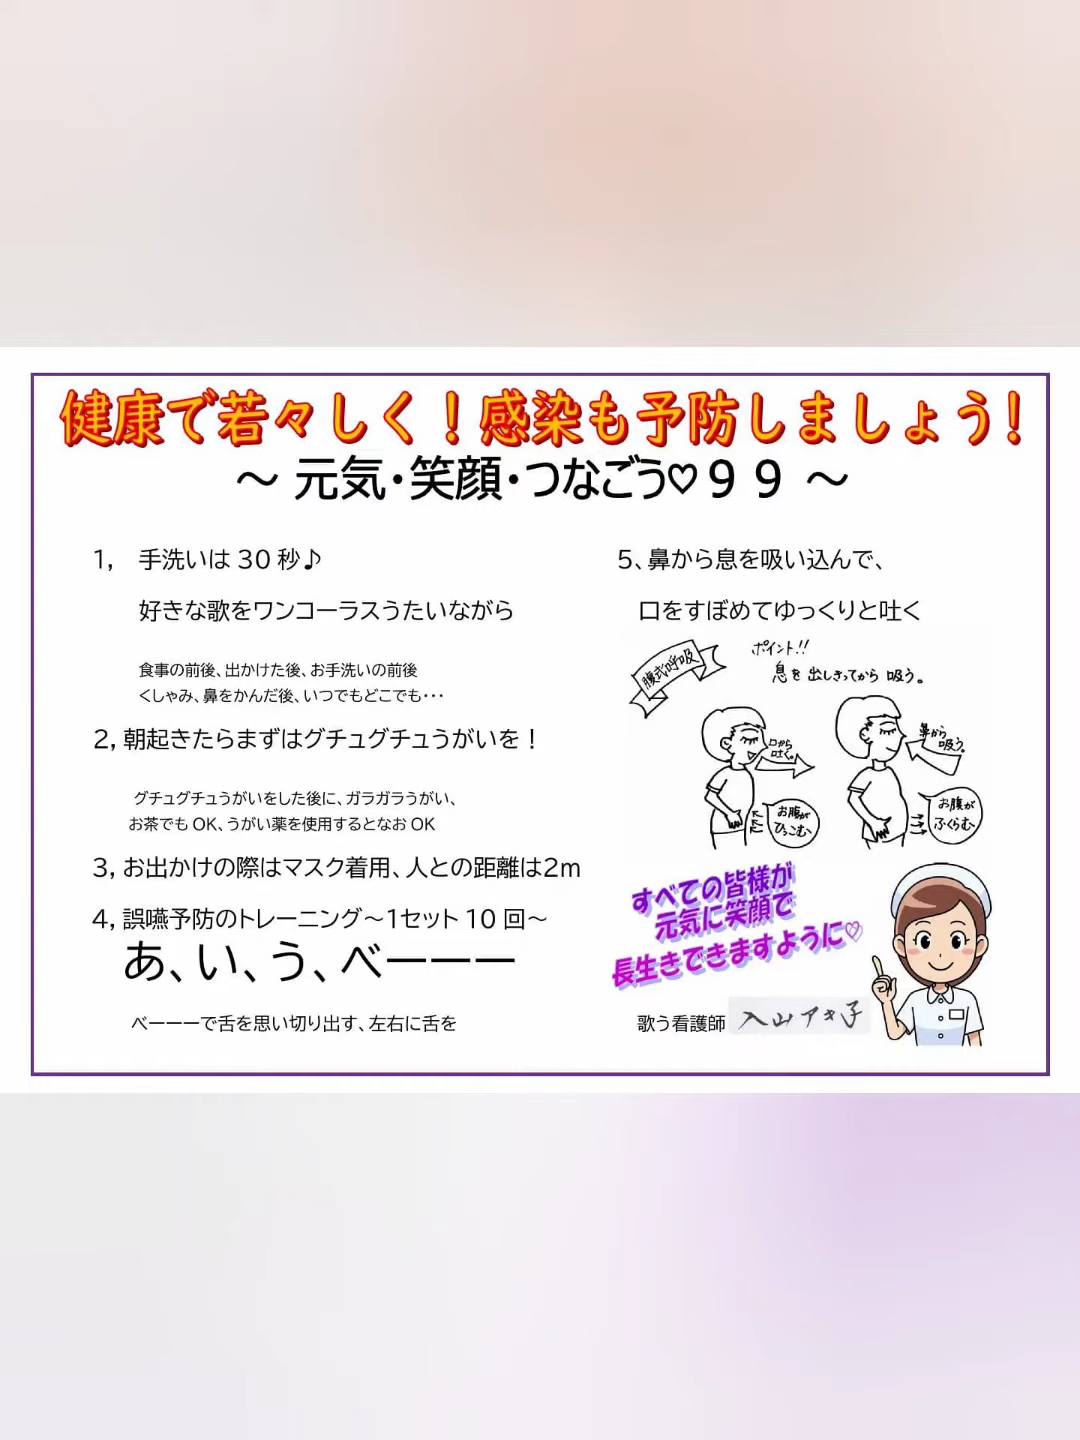 健康で若々しく！感染も予防しましょう！
～ 元気・笑顔・つなごう♡９９ ～
1,　手洗いは 30 秒♪
好きな歌をワンコーラスうたいながら
食事の前後、出かけた後、お手洗いの前後
くしゃみ、鼻をかんだ後、いつでもどこでも・・・
2, 朝起きたらまずはグチュグチュうがいを！
グチュグチュうがいをした後に、ガラガラうがい、
お茶でも OK、うがい薬を使用するとなお OK
3, お出かけの際はマスク着用、人との距離は2m
4, 誤嚥予防のトレーニング～1セット 10 回～
あ、い、う、べーーー
べーーーで舌を思い切り出す、左右に舌を
5、鼻から息を吸い込んで、
口をすぼめてゆっくりと吐く
腹式呼吸
ポイント!!
息を出しきってから吸う。
口から
吐く。
お腹が
ひっこむ
鼻から
吸う。
お腹が
ふくらむ
すべての皆様が
元気に笑顔で
長生きできますように♡
歌う看護師 入山アキ子